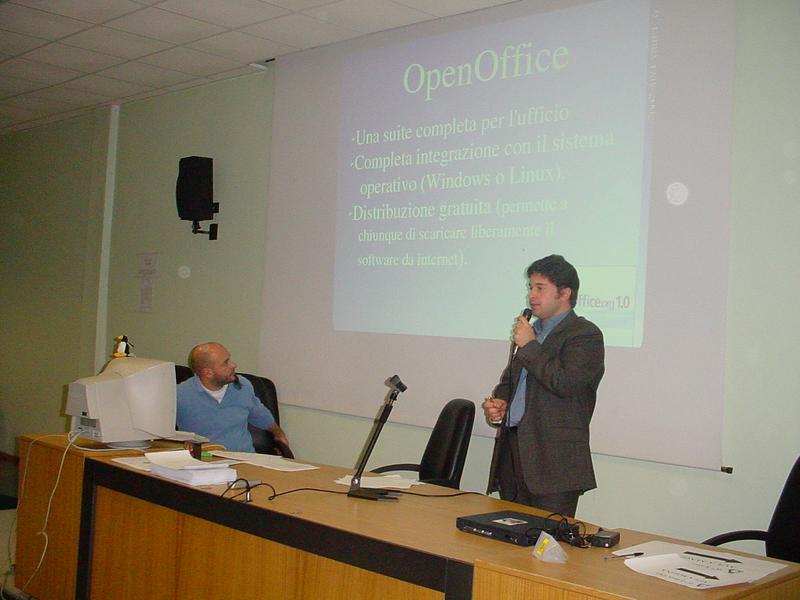 OpenOffice
Una suite completa per l'ufficio
Completa integrazione con il sistema
operativo (Windows o Linux).
Distribuzione gratuita (permette a
chiunque di scaricare liberamente il
software da internet).
ffice.org 1.0